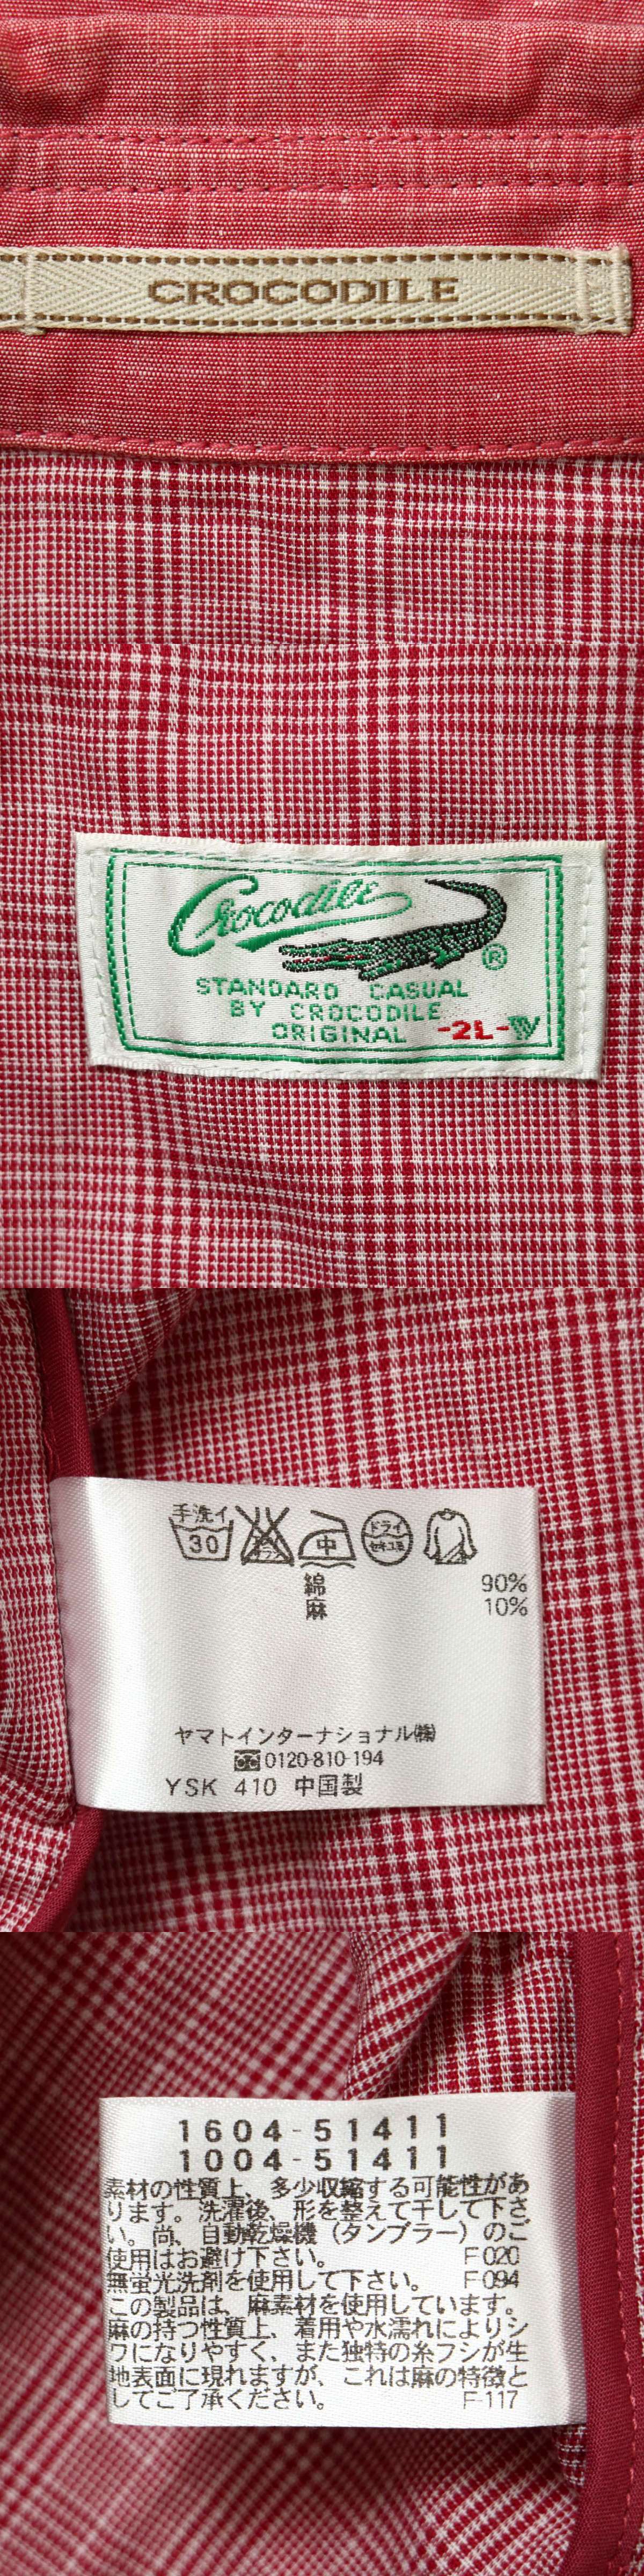 CROCODILE
Crocodile
®
STANDARD CASUAL
BY CROCODILE
ORIGINAL -2L-W
手洗イ
30
中
ドライ
セキユ系
綿 90%
麻 10%
ヤマトインターナショナル㈱
0120-810-194
YSK 410 中国製
1604-51411
1004-51411
素材の性質上、多少収縮する可能性があ
ります。洗濯後、形を整えて干して下さ
い。尚、自動乾燥機（タンブラー）のご
使用はお避け下さい。 F020
無蛍光洗剤を使用して下さい。 F094
この製品は、麻素材を使用しています。
麻の持つ性質上、着用や水濡れによりシ
ワになりやすく、また独特の糸フシが生
地表面に現れますが、これは麻の特徴と
してご了承ください。 F-117